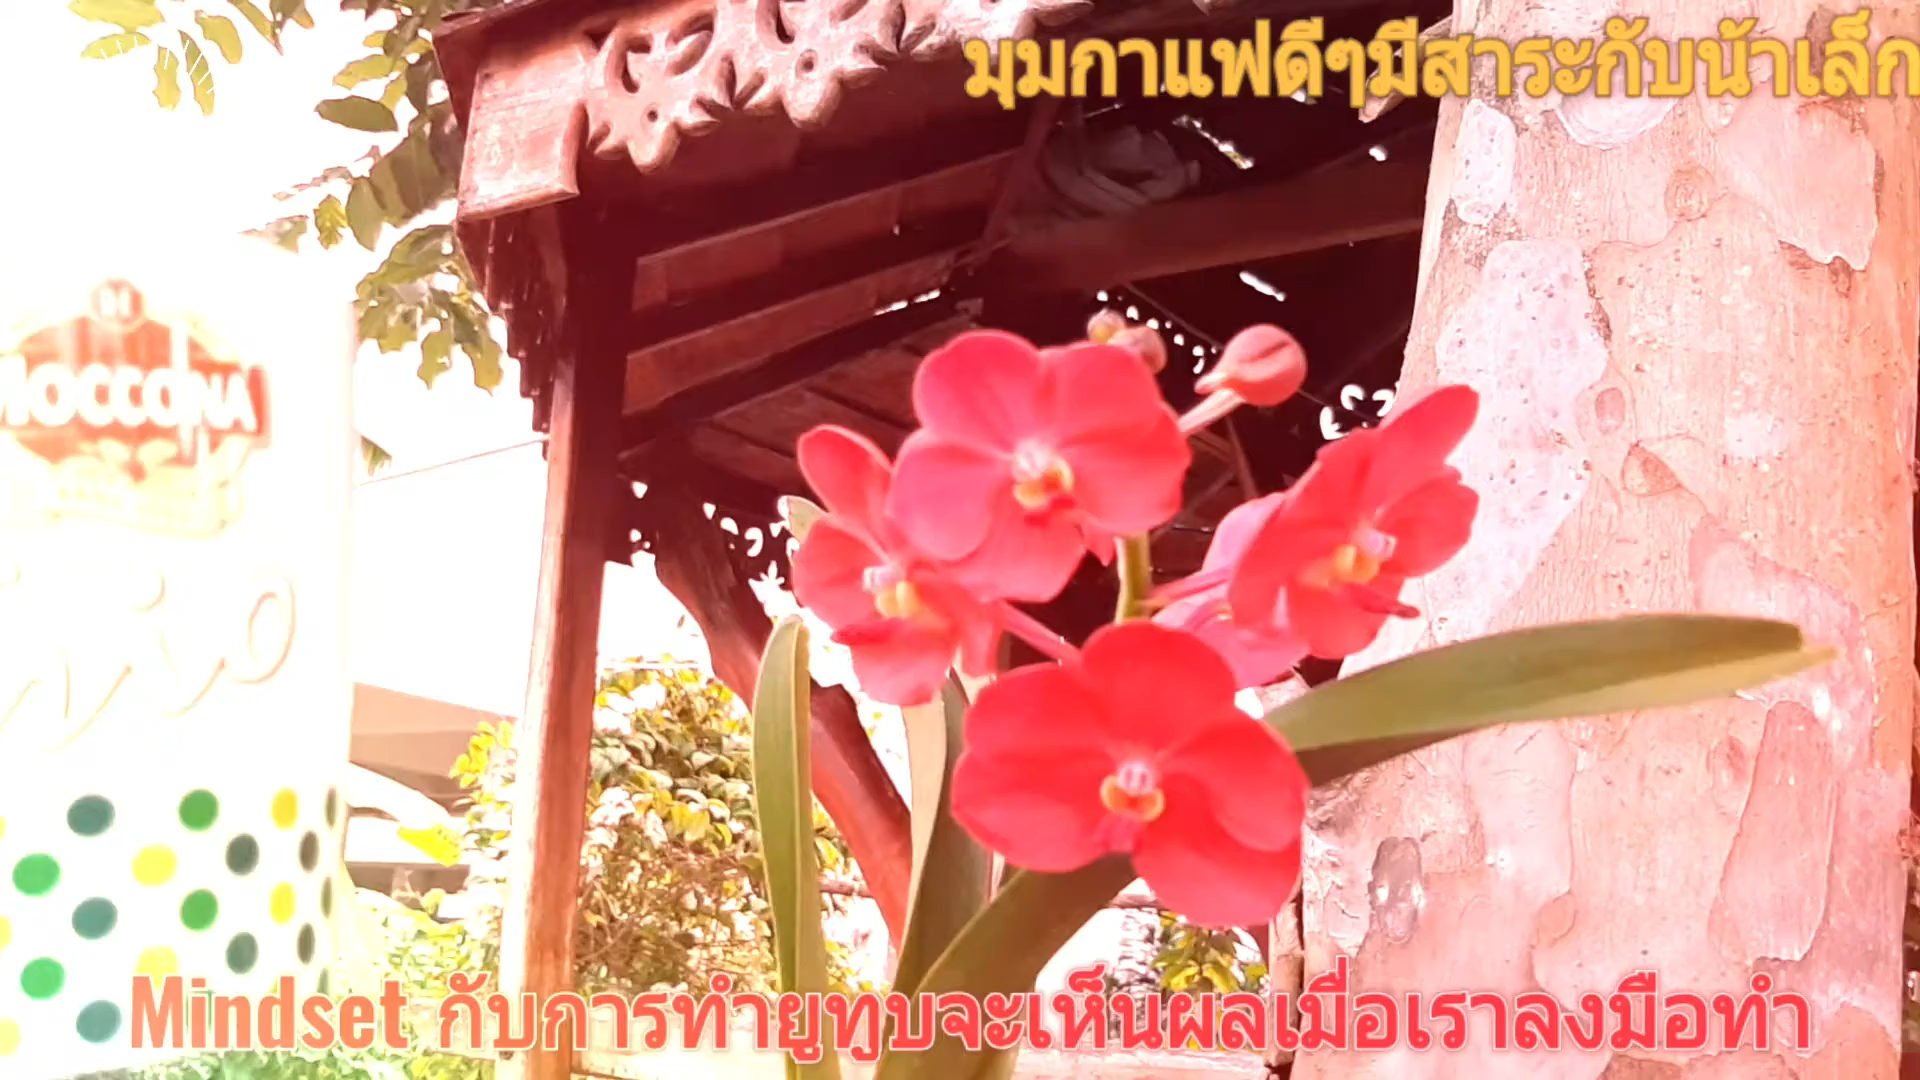 มุมกาแฟดีๆมีสาระกับน้าเล็ก
MOCCONA
Trio
Mindset กับการทำยูทูบจะเห็นผลเมื่อเราลงมือทำ